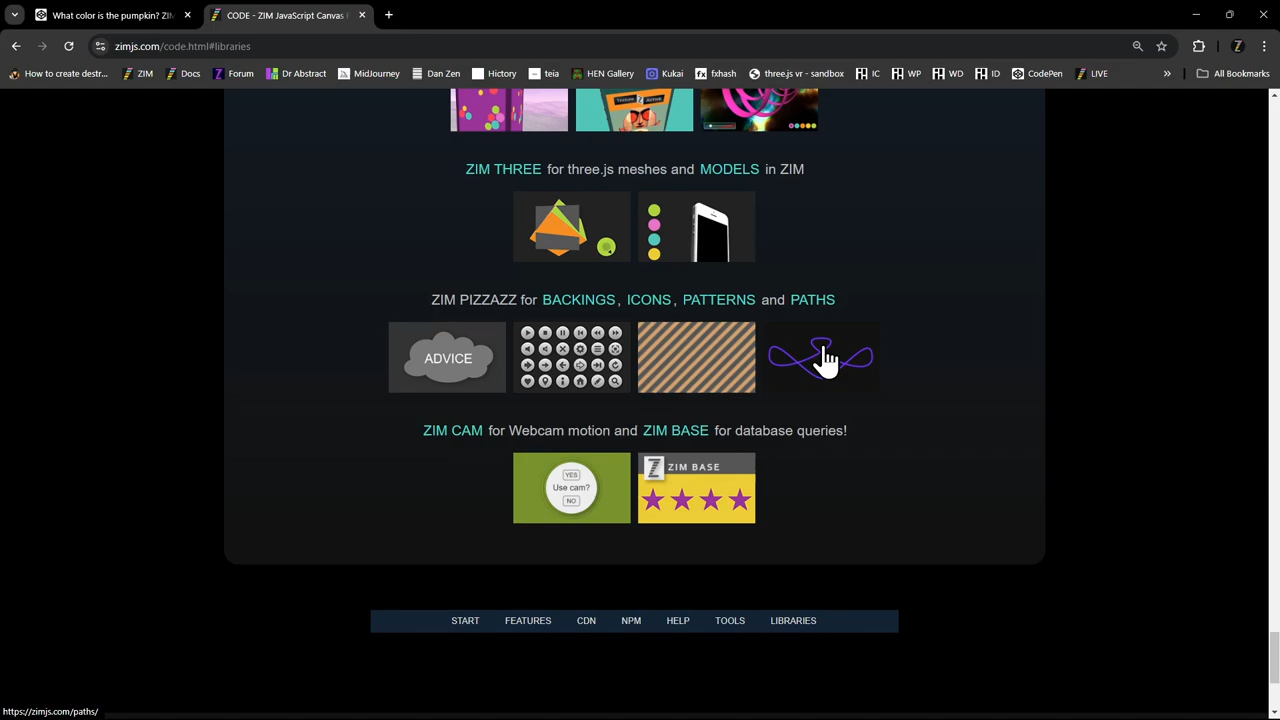 What color is the pumpkin? ZIM
CODE - ZIM JavaScript Canvas
zimjs.com/code.html#libraries
How to create destr...
ZIM
Docs
Forum
Dr Abstract
MidJourney
Dan Zen
Hictory
teia
HEN Gallery
Kukai
fxhash
three.js vr - sandbox
IC
WP
WD
ID
CodePen
LIVE
All Bookmarks
ZIM THREE for three.js meshes and MODELS in ZIM
ZIM PIZZAZZ for BACKINGS, ICONS, PATTERNS and PATHS
ADVICE
ZIM CAM for Webcam motion and ZIM BASE for database queries!
YES
Use cam?
NO
ZIM BASE
START FEATURES CDN NPM HELP TOOLS LIBRARIES
https://zimjs.com/paths/